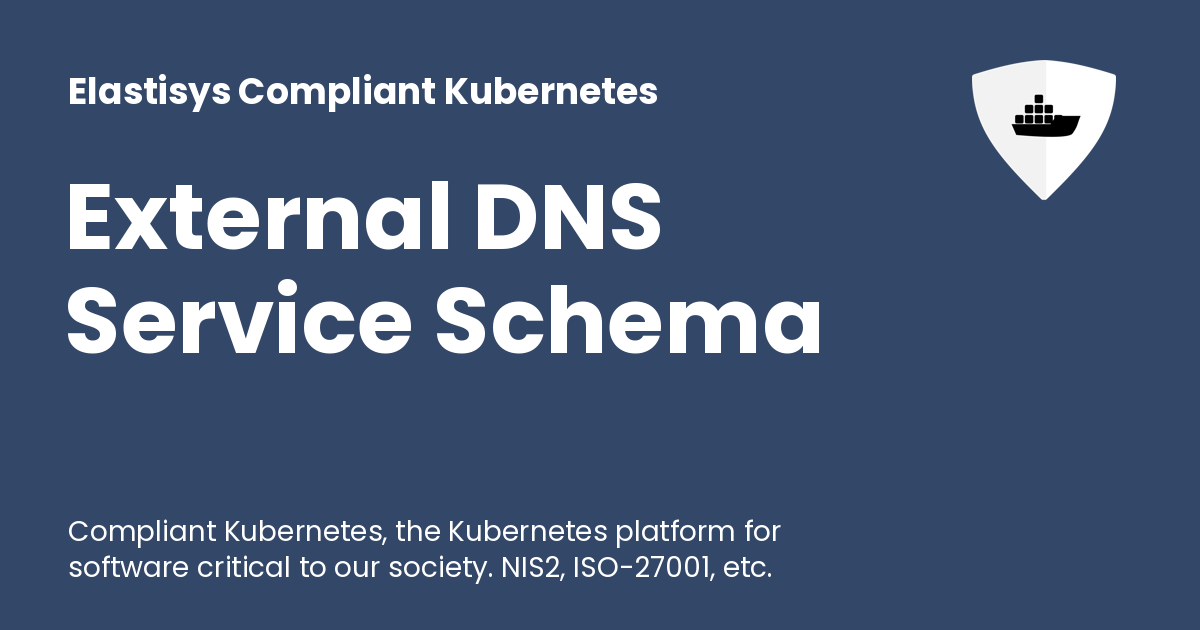 Elastisys Compliant Kubernetes
External DNS
Service Schema
Compliant Kubernetes, the Kubernetes platform for
software critical to our society. NIS2, ISO-27001, etc.